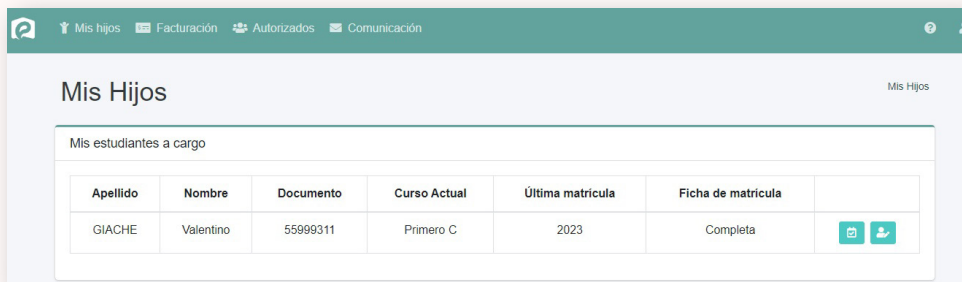 Mis hijos Facturación Autorizados Comunicación
Mis Hijos
Mis Hijos
Mis estudiantes a cargo
Apellido Nombre Documento Curso Actual Última matricula Ficha de matricula
GIACHE Valentino 55999311 Primero C 2023 Completa